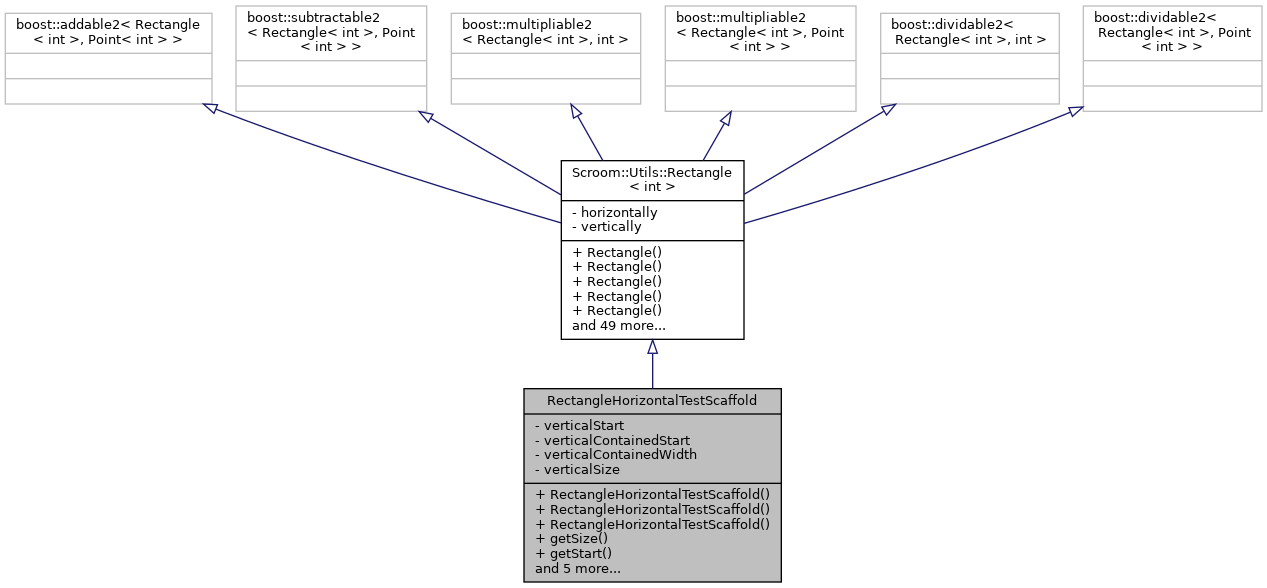 boost::addable2< Rectangle
< int >, Point< int > >
boost::subtractable2
< Rectangle< int >, Point
< int > >
boost::multipliable2
< Rectangle< int >, int >
boost::multipliable2
< Rectangle< int >, Point
< int > >
boost::dividable2<
Rectangle< int >, int >
boost::dividable2<
Rectangle< int >, Point
< int > >
Scroom::Utils::Rectangle
< int >
- horizontally
- vertically
+ Rectangle()
+ Rectangle()
+ Rectangle()
+ Rectangle()
+ Rectangle()
and 49 more...
RectangleHorizontalTestScaffold
- verticalStart
- verticalContainedStart
- verticalContainedWidth
- verticalSize
+ RectangleHorizontalTestScaffold()
+ RectangleHorizontalTestScaffold()
+ RectangleHorizontalTestScaffold()
+ getSize()
+ getStart()
and 5 more...